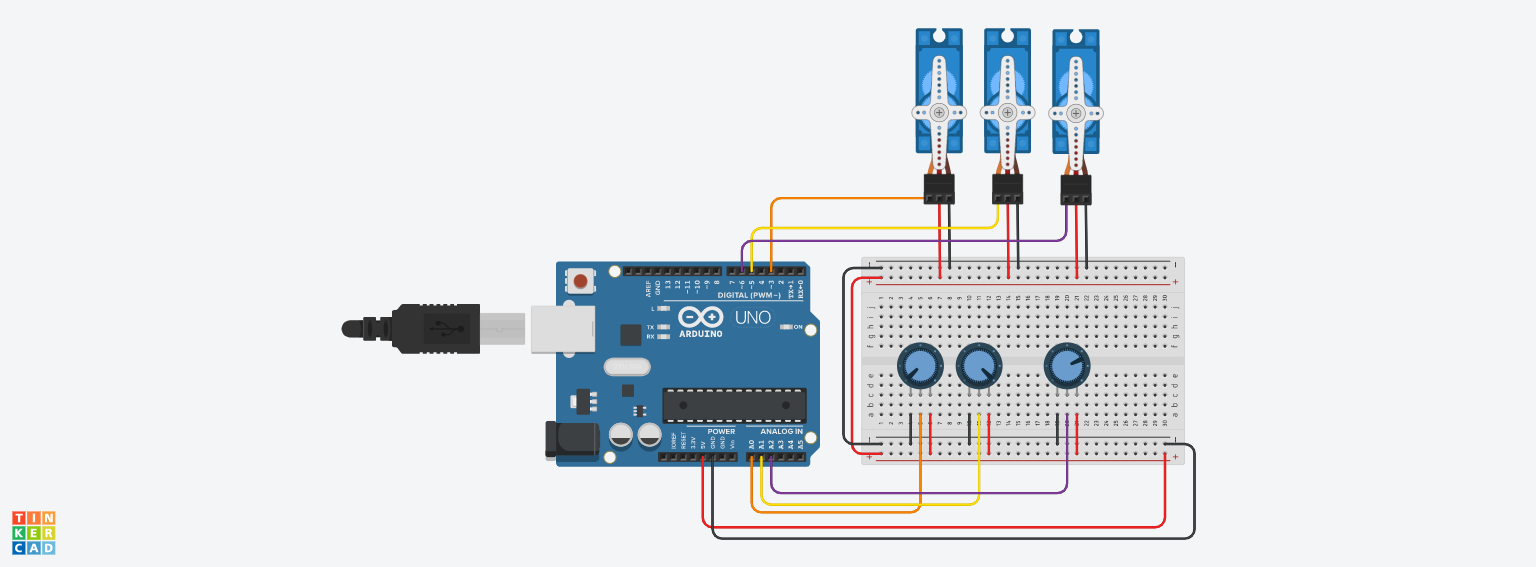 AREF
GND
13
12
~11
~10
~9
8
7
~6
~5
4
~3
2
TX→1
RX←0
DIGITAL (PWM~)
L
TX
RX
ARDUINO
UNO
ON
POWER
ANALOG IN
IOREF
RESET
3.3V
5V
GND
GND
Vin
A0
A1
A2
A3
A4
A5
j
i
h
g
f
e
d
c
b
a
TIN
KER
CAD